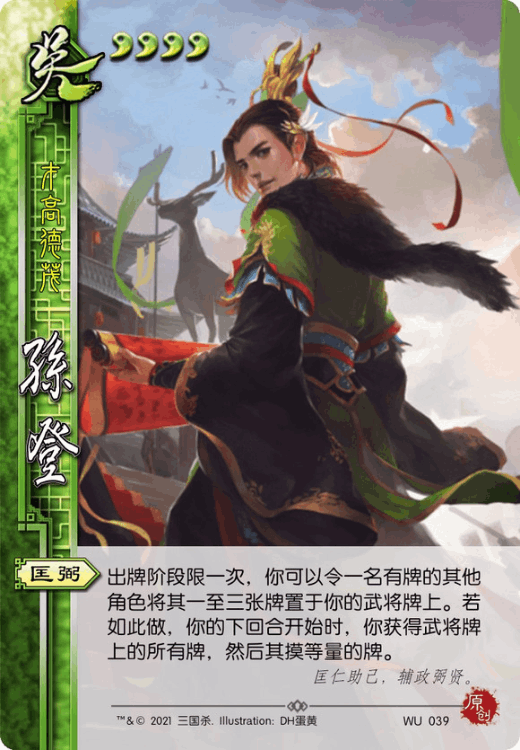 吴
才高德茂
孫登
匡弼
出牌阶段限一次，你可以令一名有牌的其他
角色将其一至三张牌置于你的武将牌上。若
如此做，你的下回合开始时，你获得武将牌
上的所有牌，然后其摸等量的牌。
匡仁助己，辅政弼贤。
™&© 2021 三国杀. Illustration: DH蛋黄
WU 039
原创